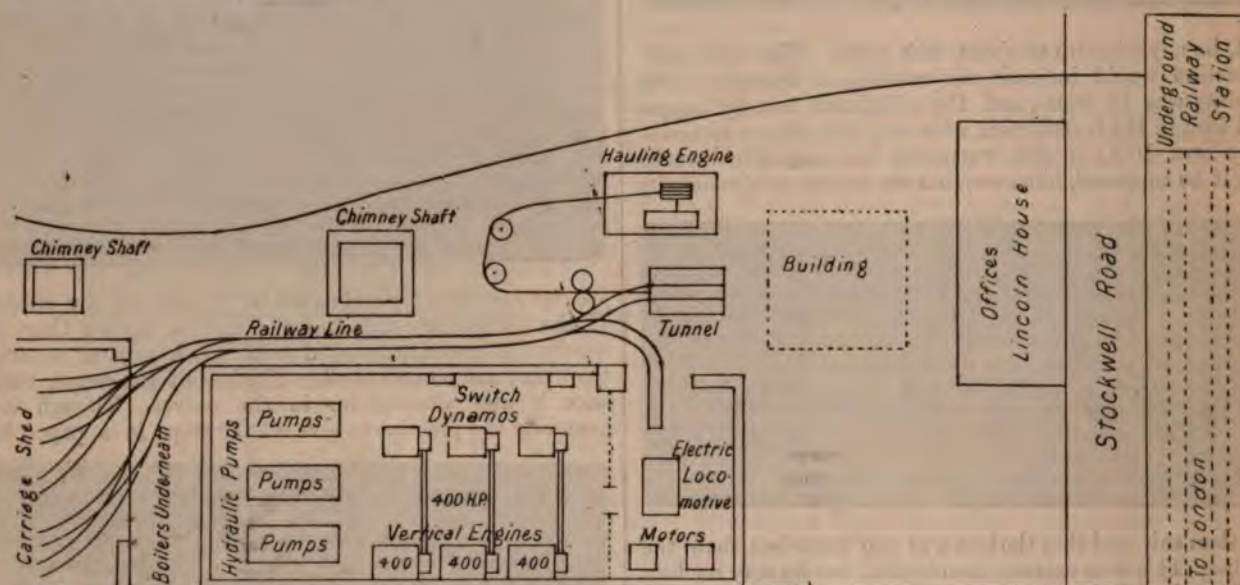 Underground
Railway
Station
Hauling Engine
Chimney Shaft
Chimney Shaft
Building
Offices
Lincoln House
Stockwell Road
Railway Line
Tunnel
Carriage Shed
Boilers Underneath
Hydraulic Pumps
Pumps
Pumps
Pumps
Switch
Dynamos
400 H.P.
Vertical Engines
400
400
400
Electric
Loco-
motive
Motors
To London